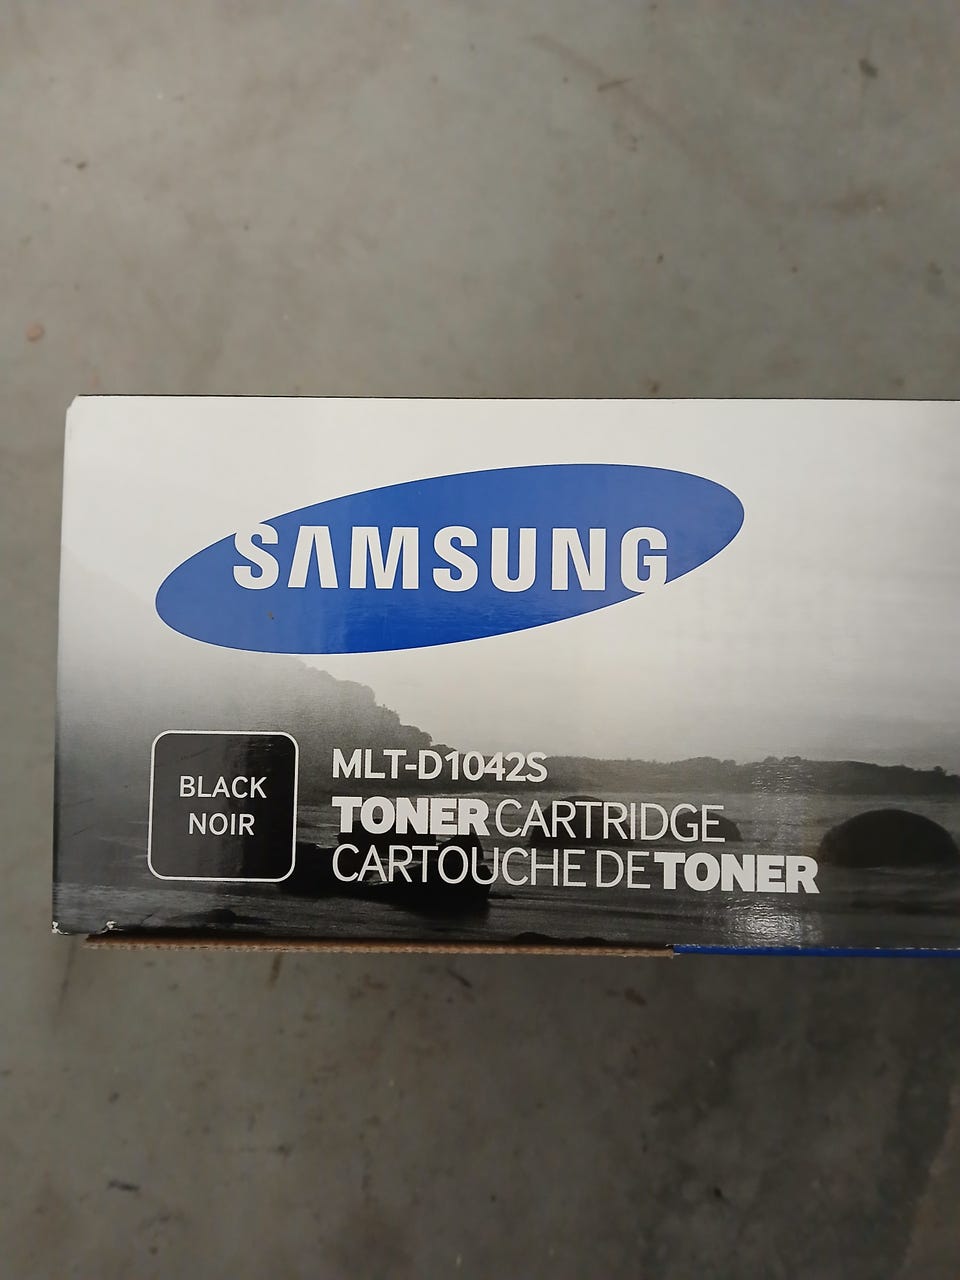 SAMSUNG
BLACK
NOIR
MLT-D1042S
TONER CARTRIDGE
CARTOUCHE DE TONER